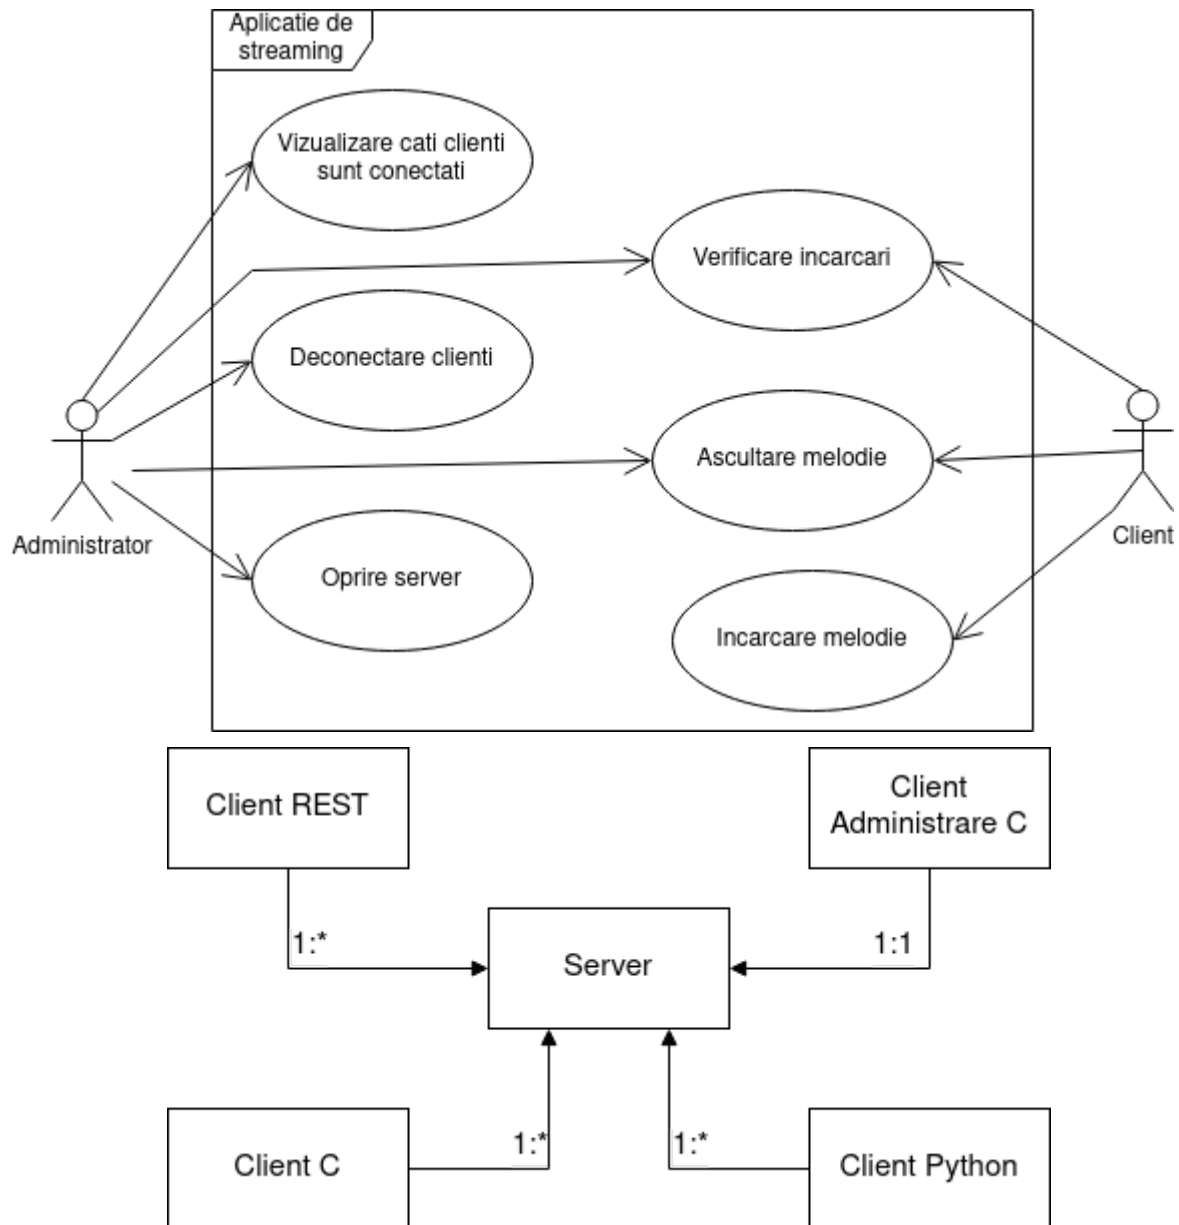 Aplicatie de
streaming
Vizualizare cati clienti
sunt conectati
Verificare incarcari
Deconectare clienti
Ascultare melodie
Administrator
Client
Oprire server
Incarcare melodie
Client REST
Client
Administrare C
1:*
Server
1:1
Client C
1:*
1:*
Client Python